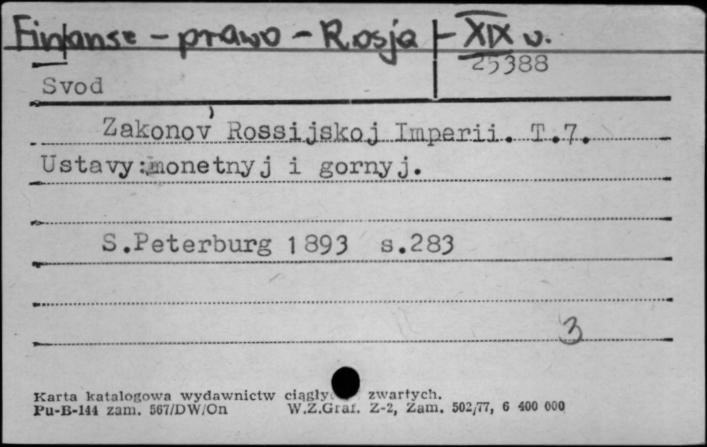 Finanse - prawo - Rosja - XIX w.
25388
Svod
Zakonov Rossijskoj Imperii. T.7.
Ustavy:monetnyj i gornyj.
S.Peterburg 1893 s.283
3
Karta katalogowa wydawnictw ciągły zwartych.
Pu-B-144 zam. 567/DW/On W.Z.Graf. Z-2, Zam. 502/77, 6 400 000